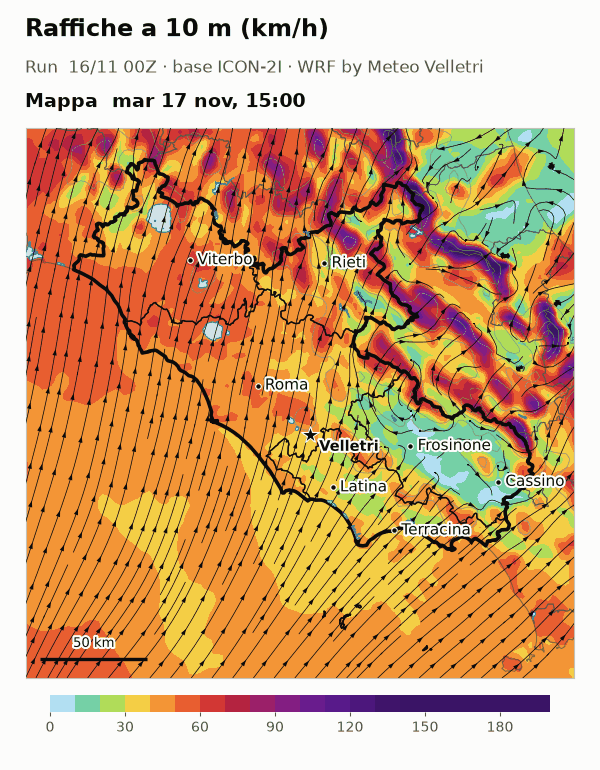 Raffiche a 10 m (km/h)
Run 16/11 00Z · base ICON-2I · WRF by Meteo Velletri
Mappa mar 17 nov, 15:00
Viterbo
Rieti
Roma
Velletri
Frosinone
Cassino
Latina
Terracina
50 km
0 30 60 90 120 150 180